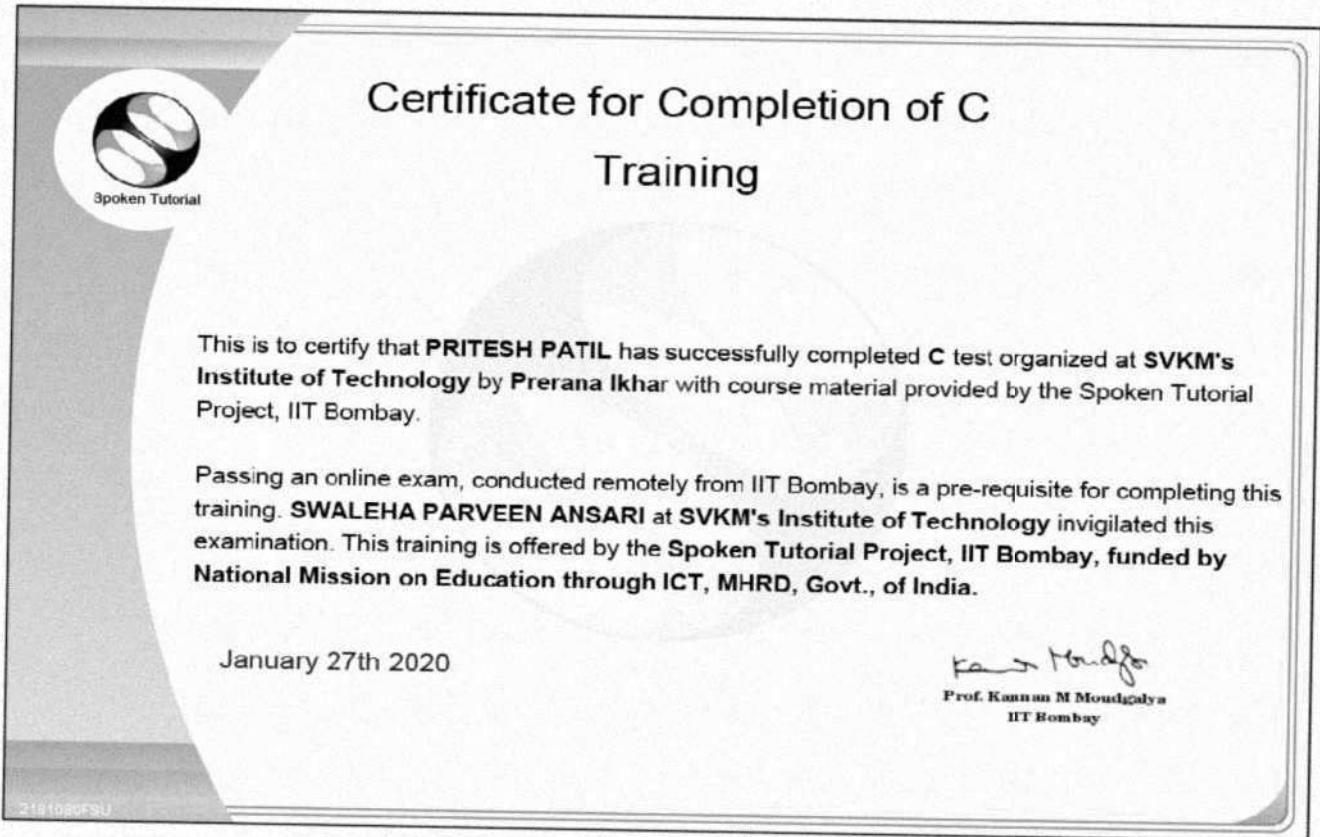 Certificate for Completion of C
Training
Spoken Tutorial
This is to certify that PRITESH PATIL has successfully completed C test organized at SVKM's
Institute of Technology by Prerana Ikhar with course material provided by the Spoken Tutorial
Project, IIT Bombay.
Passing an online exam, conducted remotely from IIT Bombay, is a pre-requisite for completing this
training. SWALEHA PARVEEN ANSARI at SVKM's Institute of Technology invigilated this
examination. This training is offered by the Spoken Tutorial Project, IIT Bombay, funded by
National Mission on Education through ICT, MHRD, Govt., of India.
January 27th 2020
Prof. Kannan M Moudgalya
IIT Bombay